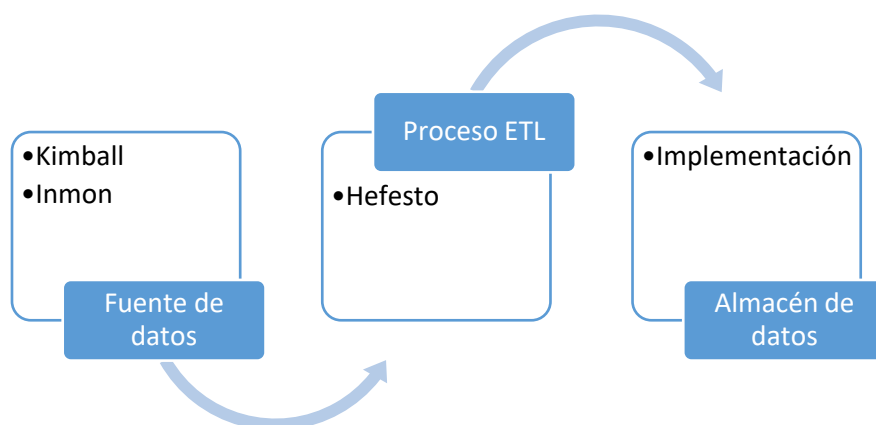 •Kimball
•Inmon
Fuente de
datos
Proceso ETL
•Hefesto
•Implementación
Almacén de
datos